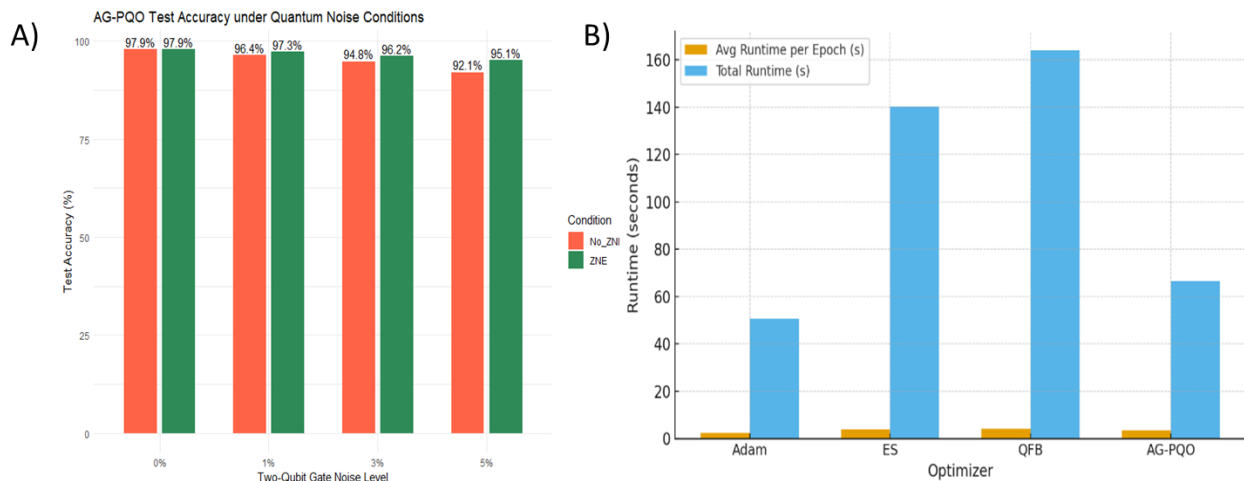 A)
AG-PQO Test Accuracy under Quantum Noise Conditions
Test Accuracy (%)
100
75
50
25
0
97.9% 97.9%
96.4% 97.3%
94.8% 96.2%
92.1% 95.1%
0% 1% 3% 5%
Two-Qubit Gate Noise Level
Condition
No_ZNI
ZNE
B)
Avg Runtime per Epoch (s)
Total Runtime (s)
Runtime (seconds)
160
140
120
100
80
60
40
20
0
Adam ES QFB AG-PQO
Optimizer